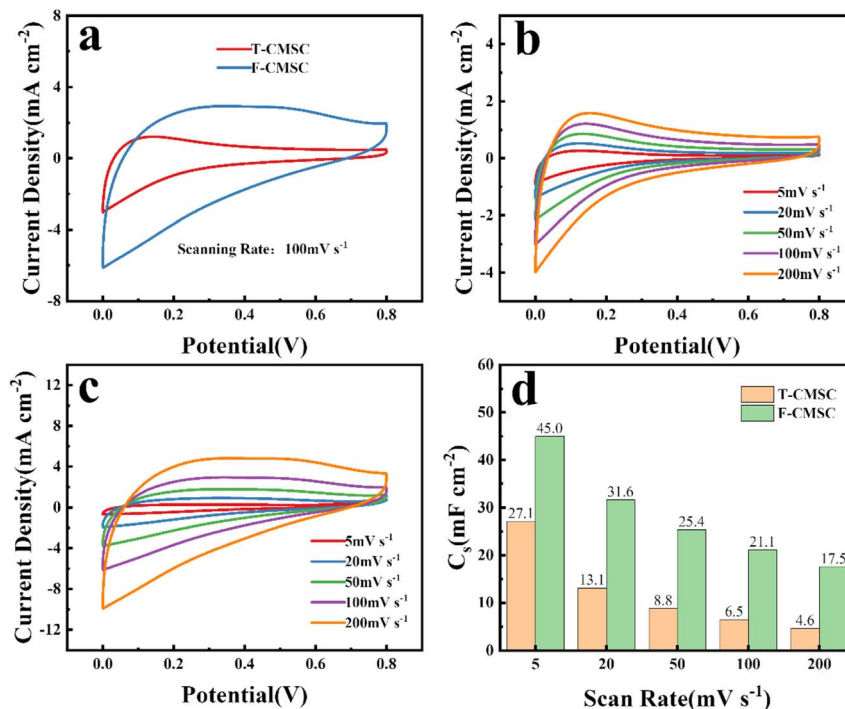 a
T-CMSC
F-CMSC
Scanning Rate: 100mV s⁻¹
Current Density(mA cm⁻²)
8
4
0
-4
-8
0.0 0.2 0.4 0.6 0.8
Potential(V)
b
Current Density(mA cm⁻²)
4
2
0
-2
-4
5mV s⁻¹
20mV s⁻¹
50mV s⁻¹
100mV s⁻¹
200mV s⁻¹
0.0 0.2 0.4 0.6 0.8
Potential(V)
c
Current Density(mA cm⁻²)
12
8
4
0
-4
-8
-12
5mV s⁻¹
20mV s⁻¹
50mV s⁻¹
100mV s⁻¹
200mV s⁻¹
0.0 0.2 0.4 0.6 0.8
Potential(V)
d
T-CMSC
F-CMSC
Cₛ(mF cm⁻²)
60
50
40
30
20
10
0
27.1 45.0
13.1 31.6
8.8 25.4
6.5 21.1
4.6 17.5
5 20 50 100 200
Scan Rate(mV s⁻¹)